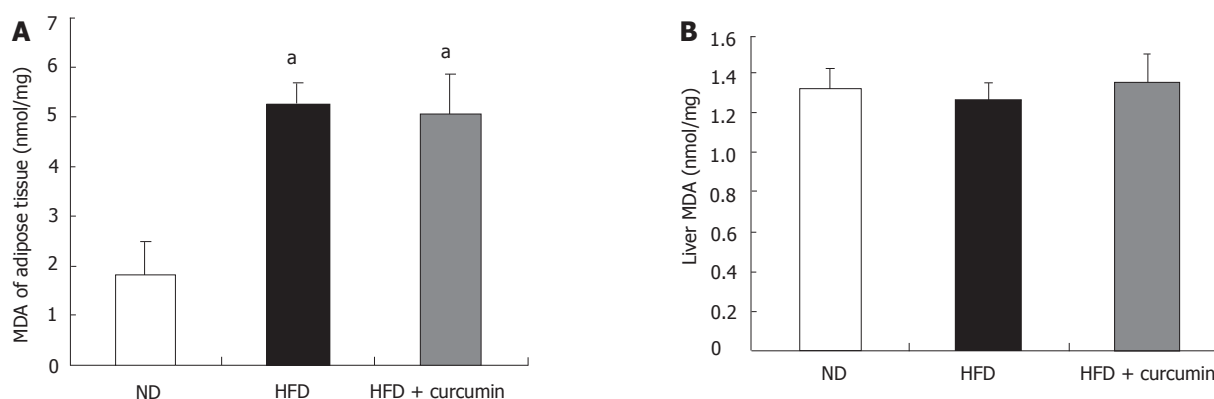 A
MDA of adipose tissue (nmol/mg)
7
6
5
4
3
2
1
0
a
a
ND
HFD
HFD + curcumin
B
Liver MDA (nmol/mg)
1.6
1.4
1.2
1.0
0.8
0.6
0.4
0.2
0
ND
HFD
HFD + curcumin